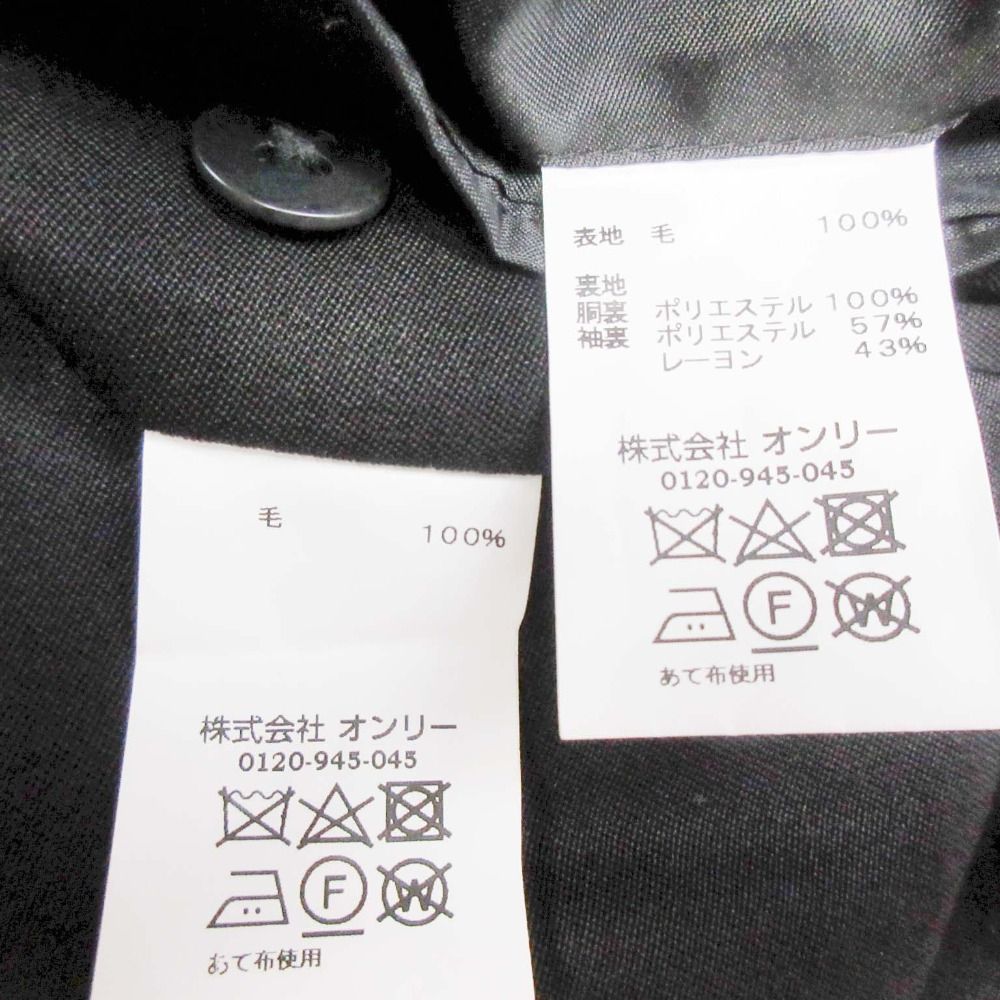 表地 毛 100%
裏地
胴裏 ポリエステル 100%
袖裏 ポリエステル 57%
レーヨン 43%
株式会社 オンリー
0120-945-045
F W
あて布使用
毛 100%
株式会社 オンリー
0120-945-045
F W
あて布使用